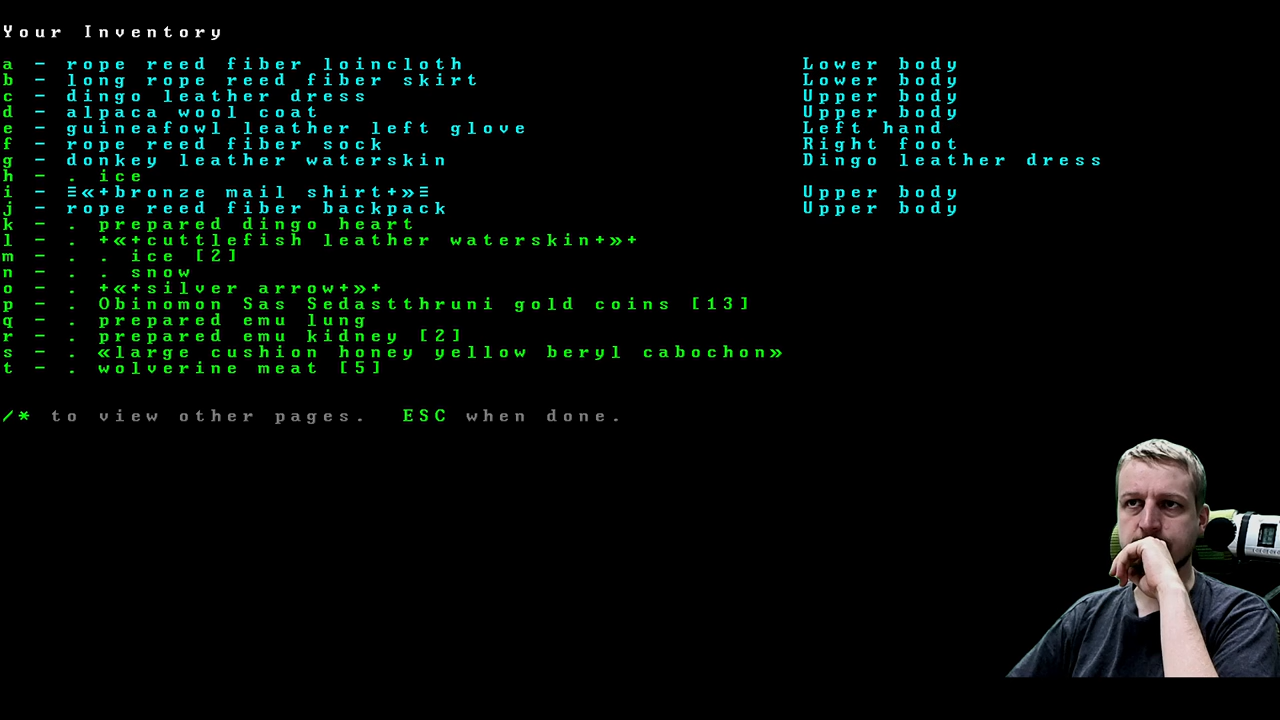 Your Inventory
a - rope reed fiber loincloth Lower body
b - long rope reed fiber skirt Lower body
c - dingo leather dress Upper body
d - alpaca wool coat Upper body
e - guineafowl leather left glove Left hand
f - rope reed fiber sock Right foot
g - donkey leather waterskin Dingo leather dress
h - . ice
i - ≡«+bronze mail shirt+»≡ Upper body
j - rope reed fiber backpack Upper body
k - . prepared dingo heart
l - . +«+cuttlefish leather waterskin+»+
m - . . ice [2]
n - . . snow
o - . +«+silver arrow+»+
p - . Obinomon Sas Sedastthruni gold coins [13]
q - . prepared emu lung
r - . prepared emu kidney [2]
s - . «large cushion honey yellow beryl cabochon»
t - . wolverine meat [5]
/* to view other pages. ESC when done.